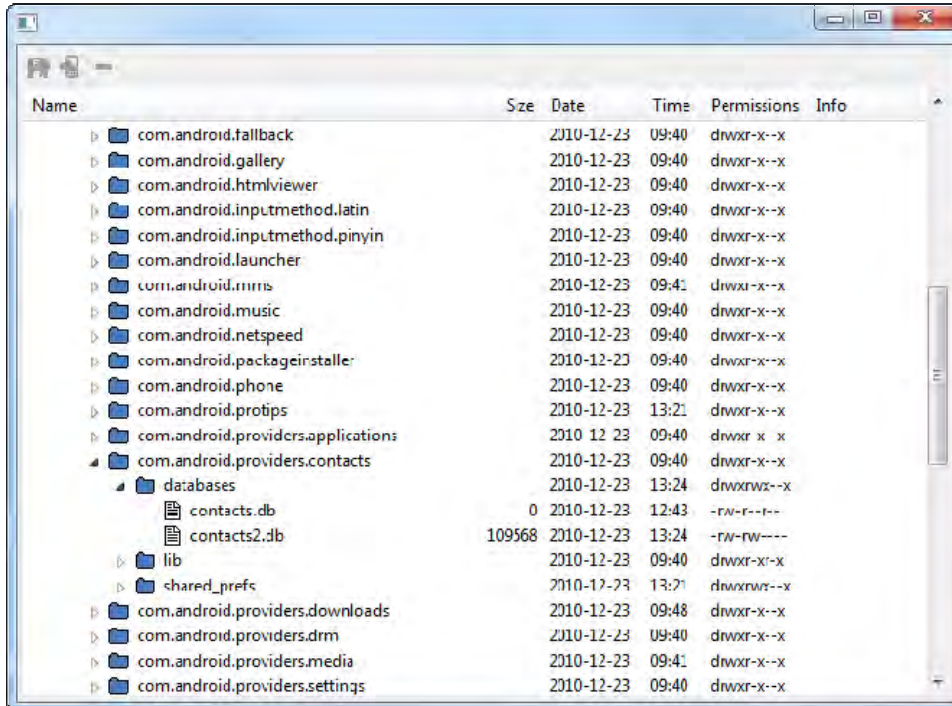 Name Size Date Time Permissions Info
com.android.fallback 2010-12-23 09:40 drwxr-x--x
com.android.gallery 2010-12-23 09:40 drwxr-x--x
com.android.htmlviewer 2010-12-23 09:40 drwxr-x--x
com.android.inputmethod.latin 2010-12-23 09:40 drwxr-x--x
com.android.inputmethod.pinyin 2010-12-23 09:40 drwxr-x--x
com.android.launcher 2010-12-23 09:40 drwxr-x--x
com.android.mms 2010-12-23 09:41 drwxr-x--x
com.android.music 2010-12-23 09:40 drwxr-x--x
com.android.netspeed 2010-12-23 09:40 drwxr-x--x
com.android.packageinstaller 2010-12-23 09:40 drwxr-x--x
com.android.phone 2010-12-23 09:40 drwxr-x--x
com.android.protips 2010-12-23 13:21 drwxr-x--x
com.android.providers.applications 2010-12-23 09:40 drwxr-x--x
com.android.providers.contacts 2010-12-23 09:40 drwxr-x--x
databases 2010-12-23 13:24 drwxrwx--x
contacts.db 0 2010-12-23 12:43 -rw-r--r--
contacts2.db 109568 2010-12-23 13:24 -rw-rw----
lib 2010-12-23 09:40 drwxr-xr-x
shared_prefs 2010-12-23 13:21 drwxrwx--x
com.android.providers.downloads 2010-12-23 09:48 drwxr-x--x
com.android.providers.drm 2010-12-23 09:40 drwxr-x--x
com.android.providers.media 2010-12-23 09:41 drwxr-x--x
com.android.providers.settings 2010-12-23 09:40 drwxr-x--x